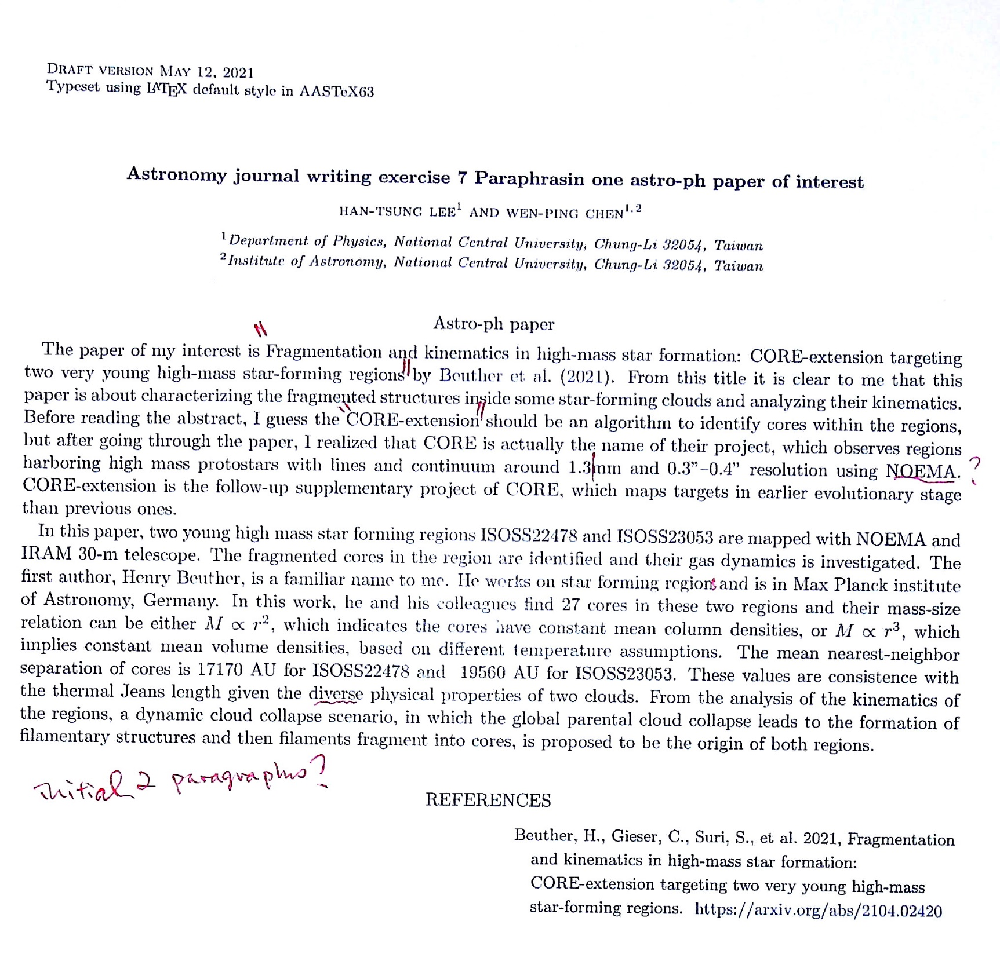 DRAFT VERSION MAY 12, 2021
Typeset using LATEX default style in AASTeX63
Astronomy journal writing exercise 7 Paraphrasin one astro-ph paper of interest
HAN-TSUNG LEE1 AND WEN-PING CHEN1,2
1 Department of Physics, National Central University, Chung-Li 32054, Taiwan
2 Institute of Astronomy, National Central University, Chung-Li 32054, Taiwan
Astro-ph paper
The paper of my interest is "Fragmentation and kinematics in high-mass star formation: CORE-extension targeting
two very young high-mass star-forming regions" by Beuther et al. (2021). From this title it is clear to me that this
paper is about characterizing the fragmented structures inside some star-forming clouds and analyzing their kinematics.
Before reading the abstract, I guess the "CORE-extension" should be an algorithm to identify cores within the regions,
but after going through the paper, I realized that CORE is actually the name of their project, which observes regions
harboring high mass protostars with lines and continuum around 1.3|mm and 0.3”–0.4” resolution using NOEMA. ?
CORE-extension is the follow-up supplementary project of CORE, which maps targets in earlier evolutionary stage
than previous ones.
In this paper, two young high mass star forming regions ISOSS22478 and ISOSS23053 are mapped with NOEMA and
IRAM 30-m telescope. The fragmented cores in the region are identified and their gas dynamics is investigated. The
first author, Henry Beuther, is a familiar name to me. He works on star forming regions and is in Max Planck institute
of Astronomy, Germany. In this work, he and his colleagues find 27 cores in these two regions and their mass-size
relation can be either M ∝ r², which indicates the cores have constant mean column densities, or M ∝ r³, which
implies constant mean volume densities, based on different temperature assumptions. The mean nearest-neighbor
separation of cores is 17170 AU for ISOSS22478 and 19560 AU for ISOSS23053. These values are consistence with
the thermal Jeans length given the diverse physical properties of two clouds. From the analysis of the kinematics of
the regions, a dynamic cloud collapse scenario, in which the global parental cloud collapse leads to the formation of
filamentary structures and then filaments fragment into cores, is proposed to be the origin of both regions.
initial 2 paragraphs?
REFERENCES
Beuther, H., Gieser, C., Suri, S., et al. 2021, Fragmentation
and kinematics in high-mass star formation:
CORE-extension targeting two very young high-mass
star-forming regions. https://arxiv.org/abs/2104.02420